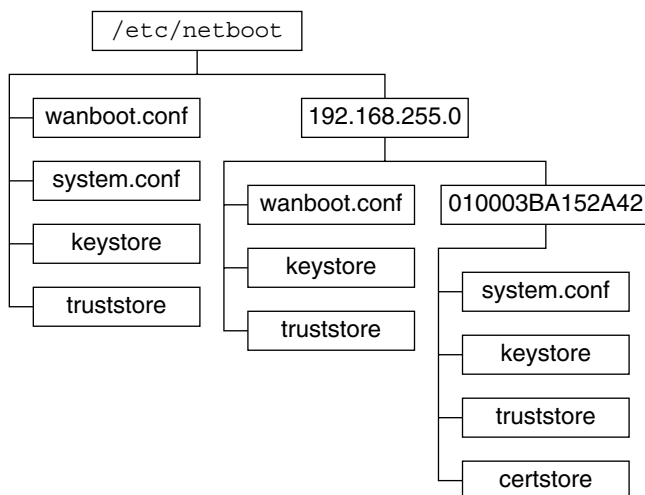 /etc/netboot
wanboot.conf
system.conf
keystore
truststore
192.168.255.0
wanboot.conf
keystore
truststore
010003BA152A42
system.conf
keystore
truststore
certstore